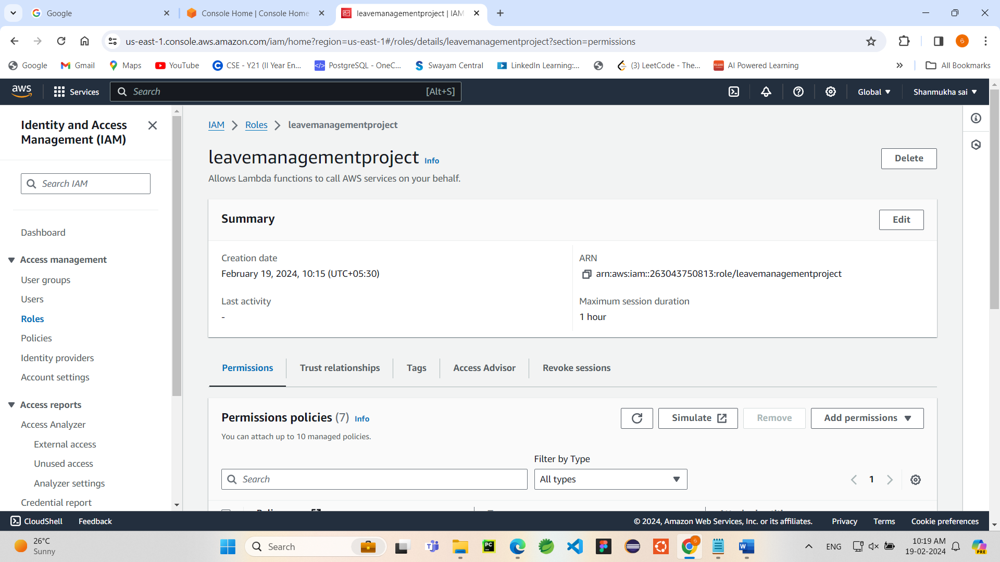 Google
Console Home | Console Home
leavemanagementproject | IAM
us-east-1.console.aws.amazon.com/iam/home?region=us-east-1#/roles/details/leavemanagementproject?section=permissions
Google
Gmail
Maps
YouTube
CSE - Y21 (II Year En...
PostgreSQL - OneC...
Swayam Central
LinkedIn Learning:...
(3) LeetCode - The...
AI Powered Learning
All Bookmarks
aws
Services
Search
[Alt+S]
Global
Shanmukha sai
Identity and Access
Management (IAM)
Search IAM
Dashboard
Access management
User groups
Users
Roles
Policies
Identity providers
Account settings
Access reports
Access Analyzer
External access
Unused access
Analyzer settings
Credential report
IAM
Roles
leavemanagementproject
leavemanagementproject Info
Delete
Allows Lambda functions to call AWS services on your behalf.
Summary
Edit
Creation date
February 19, 2024, 10:15 (UTC+05:30)
ARN
arn:aws:iam::263043750813:role/leavemanagementproject
Last activity
-
Maximum session duration
1 hour
Permissions
Trust relationships
Tags
Access Advisor
Revoke sessions
Permissions policies (7) Info
Simulate
Remove
Add permissions
You can attach up to 10 managed policies.
Filter by Type
Search
All types
1
CloudShell
Feedback
© 2024, Amazon Web Services, Inc. or its affiliates.
Privacy
Terms
Cookie preferences
26°C
Sunny
Search
ENG
10:19 AM
19-02-2024